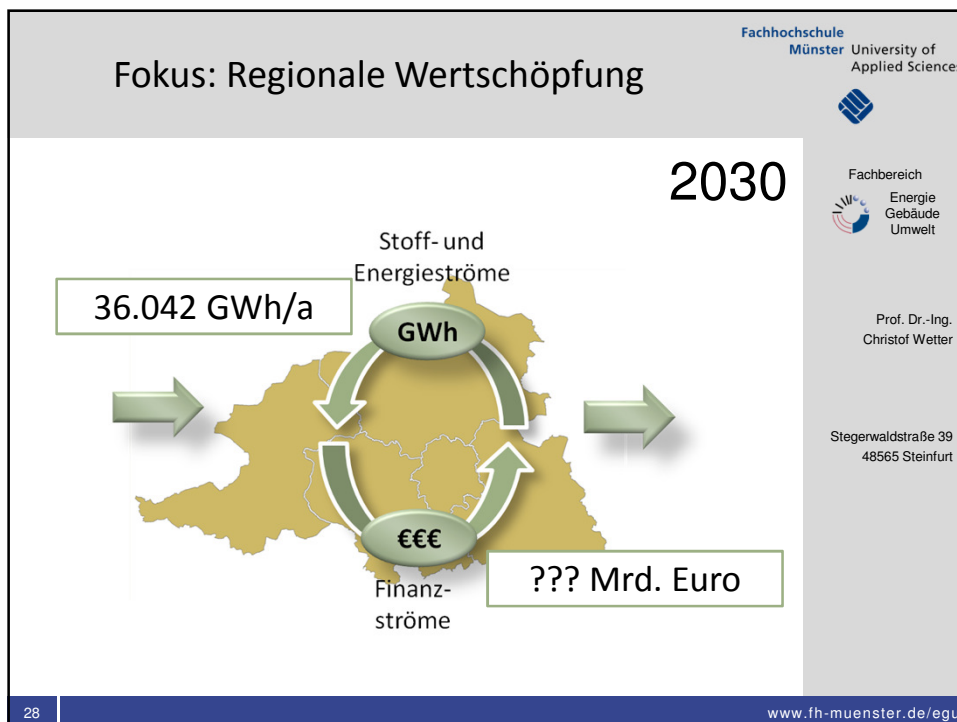 Fokus: Regionale Wertschöpfung
Fachhochschule
Münster University of
Applied Sciences
2030
Fachbereich
Energie
Gebäude
Umwelt
Prof. Dr.-Ing.
Christof Wetter
Stegerwaldstraße 39
48565 Steinfurt
Stoff- und
Energieströme
36.042 GWh/a
GWh
€€€
??? Mrd. Euro
Finanz-
ströme
28
www.fh-muenster.de/egu